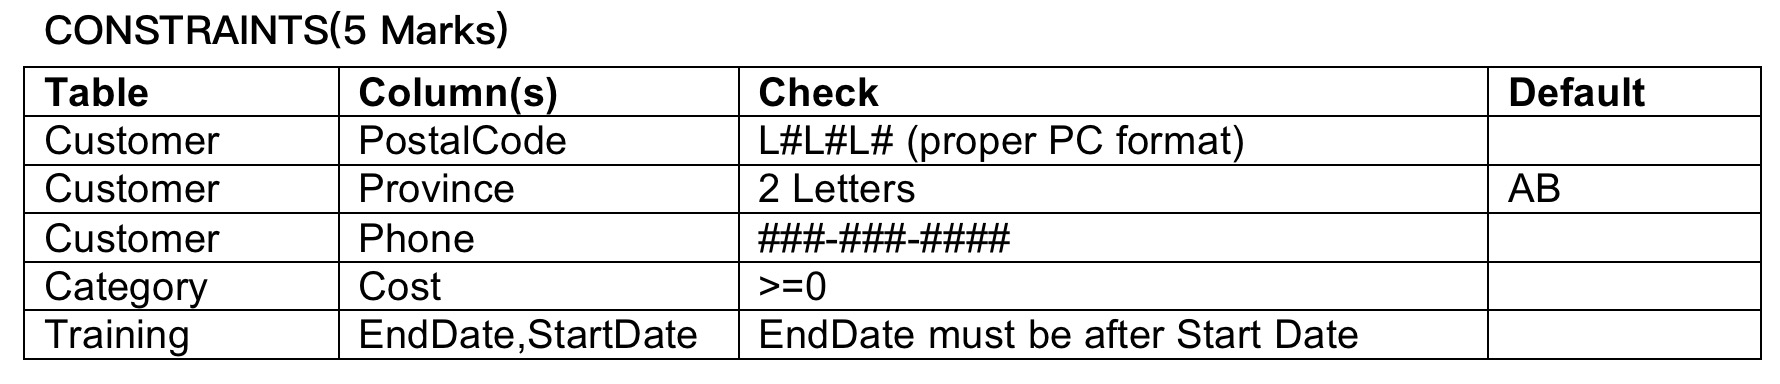 CONSTRAINTS(5 Marks)
Table Column(s) Check Default
Customer PostalCode L#L#L# (proper PC format)
Customer Province 2 Letters AB
Customer Phone ###-###-####
Category Cost >=0
Training EndDate,StartDate EndDate must be after Start Date